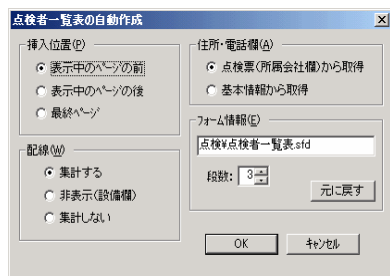 点検者一覧表の自動作成
挿入位置(P)
表示中のページの前
表示中のページの後
最終ページ
配線(W)
集計する
非表示(設備欄)
集計しない
住所・電話欄(A)
点検票(所属会社欄)から取得
基本情報から取得
フォーム情報(E)
点検¥点検者一覧表.sfd
段数: 3
元に戻す
OK
キャンセル